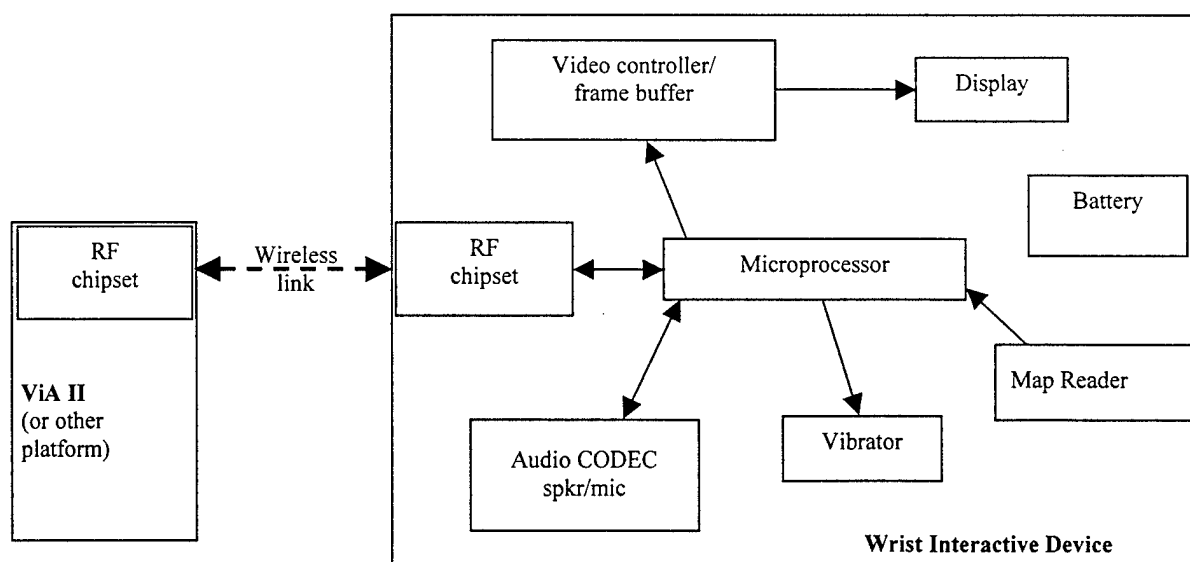 Video controller/
frame buffer
Display
Battery
RF
chipset
Wireless
link
RF
chipset
Microprocessor
ViA II
(or other
platform)
Map Reader
Audio CODEC
spkr/mic
Vibrator
Wrist Interactive Device